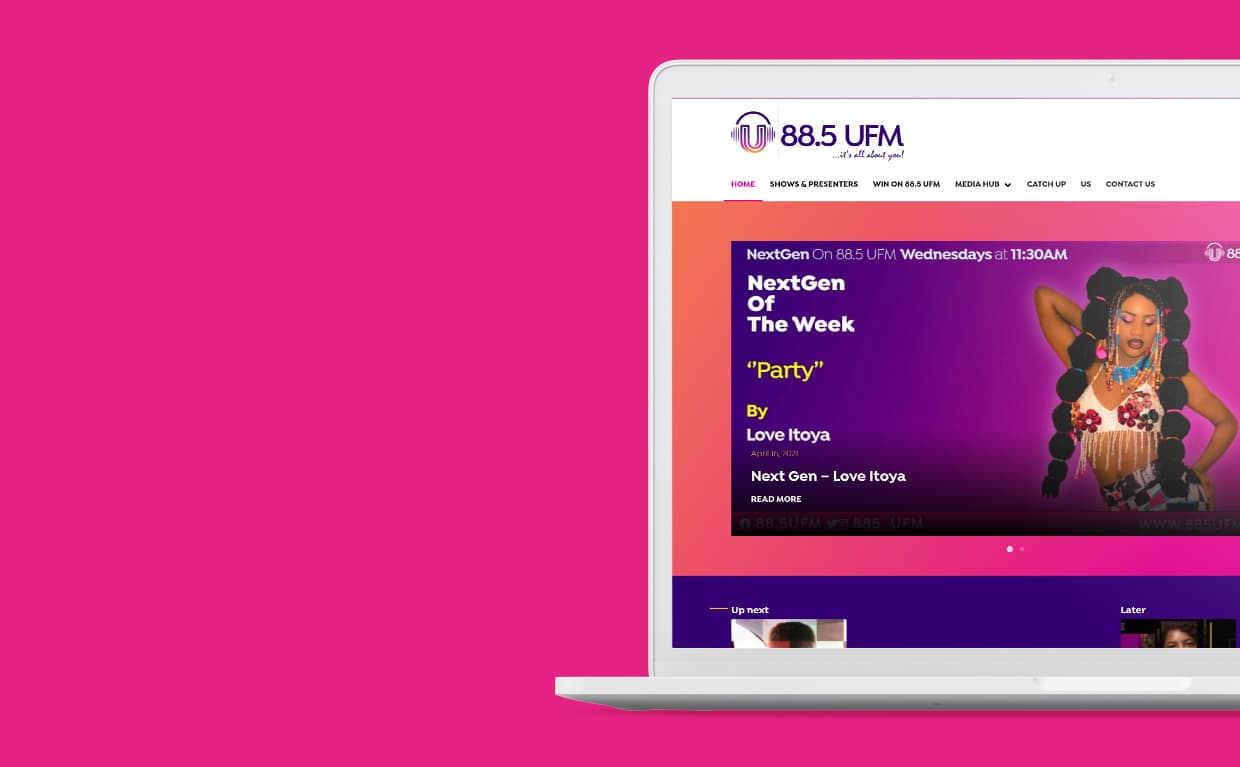 88.5 UFM
...it's all about you!
HOME SHOWS & PRESENTERS WIN ON 88.5 UFM MEDIA HUB CATCH UP US CONTACT US
NextGen On 88.5 UFM Wednesdays at 11:30AM
88
NextGen
Of
The Week
‘’Party’’
By
Love Itoya
April 16, 2021
Next Gen – Love Itoya
READ MORE
88.5UFM 885_UFM WWW.885UFM
Up next Later